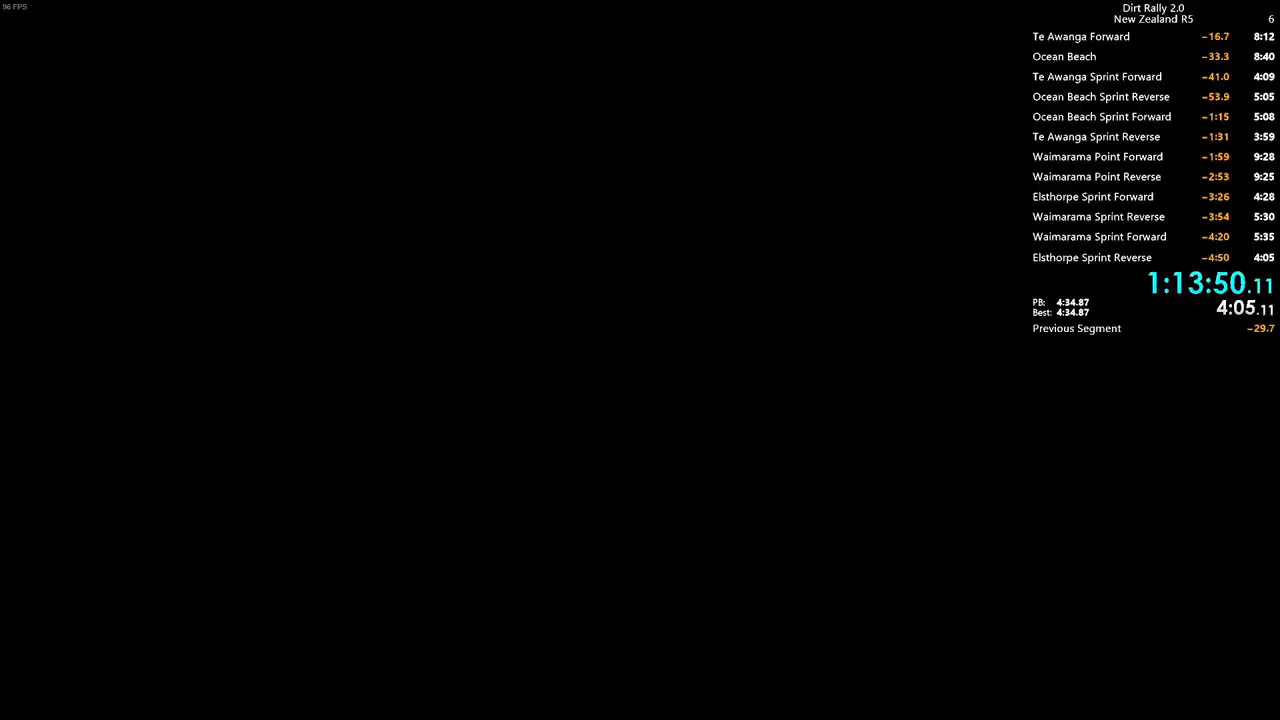 96 FPS
Dirt Rally 2.0
New Zealand R5 6
Te Awanga Forward −16.7 8:12
Ocean Beach −33.3 8:40
Te Awanga Sprint Forward −41.0 4:09
Ocean Beach Sprint Reverse −53.9 5:05
Ocean Beach Sprint Forward −1:15 5:08
Te Awanga Sprint Reverse −1:31 3:59
Waimarama Point Forward −1:59 9:28
Waimarama Point Reverse −2:53 9:25
Elsthorpe Sprint Forward −3:26 4:28
Waimarama Sprint Reverse −3:54 5:30
Waimarama Sprint Forward −4:20 5:35
Elsthorpe Sprint Reverse −4:50 4:05
1:13:50.11
PB: 4:34.87 4:05.11
Best: 4:34.87
Previous Segment −29.7